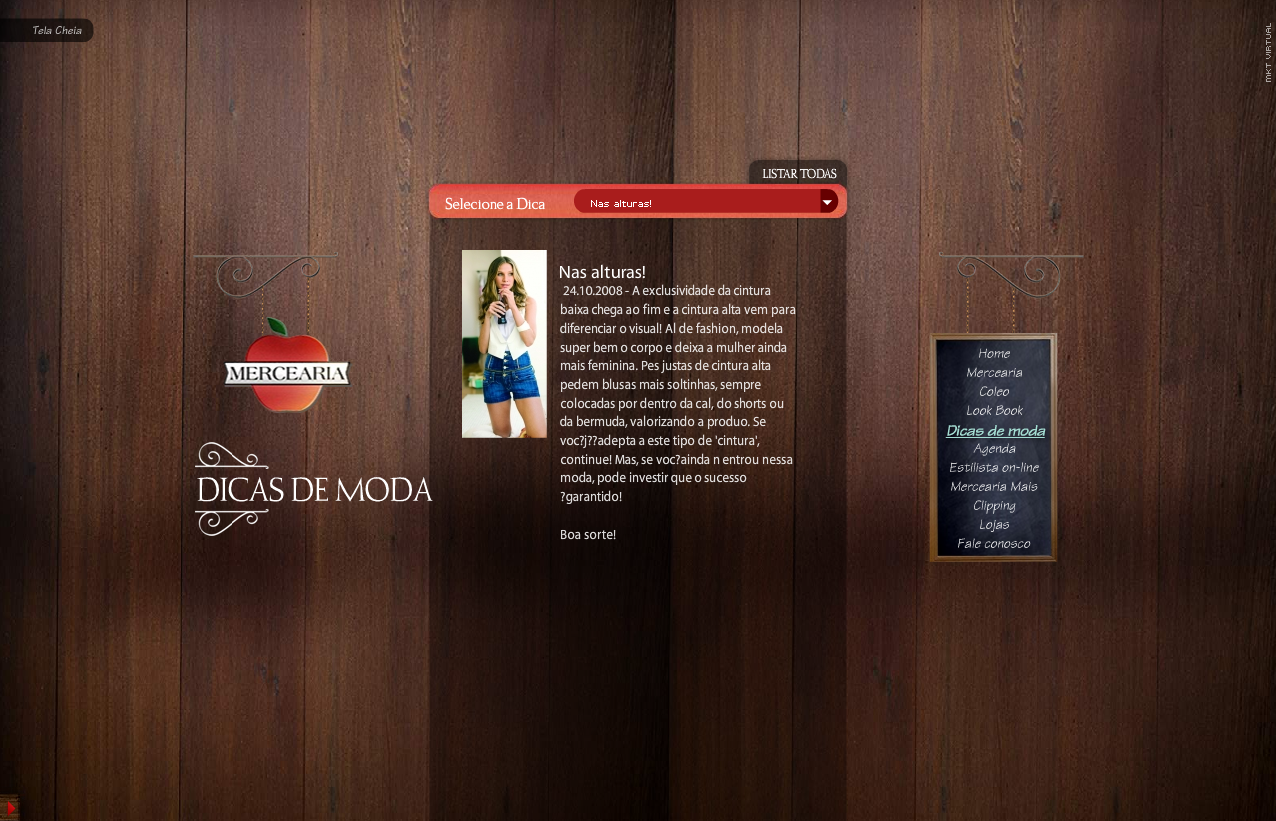 Tela Cheia
MKT VIRTUAL
LISTAR TODAS
Selecione a Dica
Nas alturas!
Nas alturas!
24.10.2008 - A exclusividade da cintura
baixa chega ao fim e a cintura alta vem para
diferenciar o visual! Al de fashion, modela
super bem o corpo e deixa a mulher ainda
mais feminina. Pes justas de cintura alta
pedem blusas mais soltinhas, sempre
colocadas por dentro da cal, do shorts ou
da bermuda, valorizando a produo. Se
voc?j??adepta a este tipo de 'cintura',
continue! Mas, se voc?ainda n entrou nessa
moda, pode investir que o sucesso
?garantido!
Boa sorte!
MERCEARIA
DICAS DE MODA
Home
Mercearia
Coleo
Look Book
Dicas de moda
Agenda
Estilista on-line
Mercearia Mais
Clipping
Lojas
Fale conosco